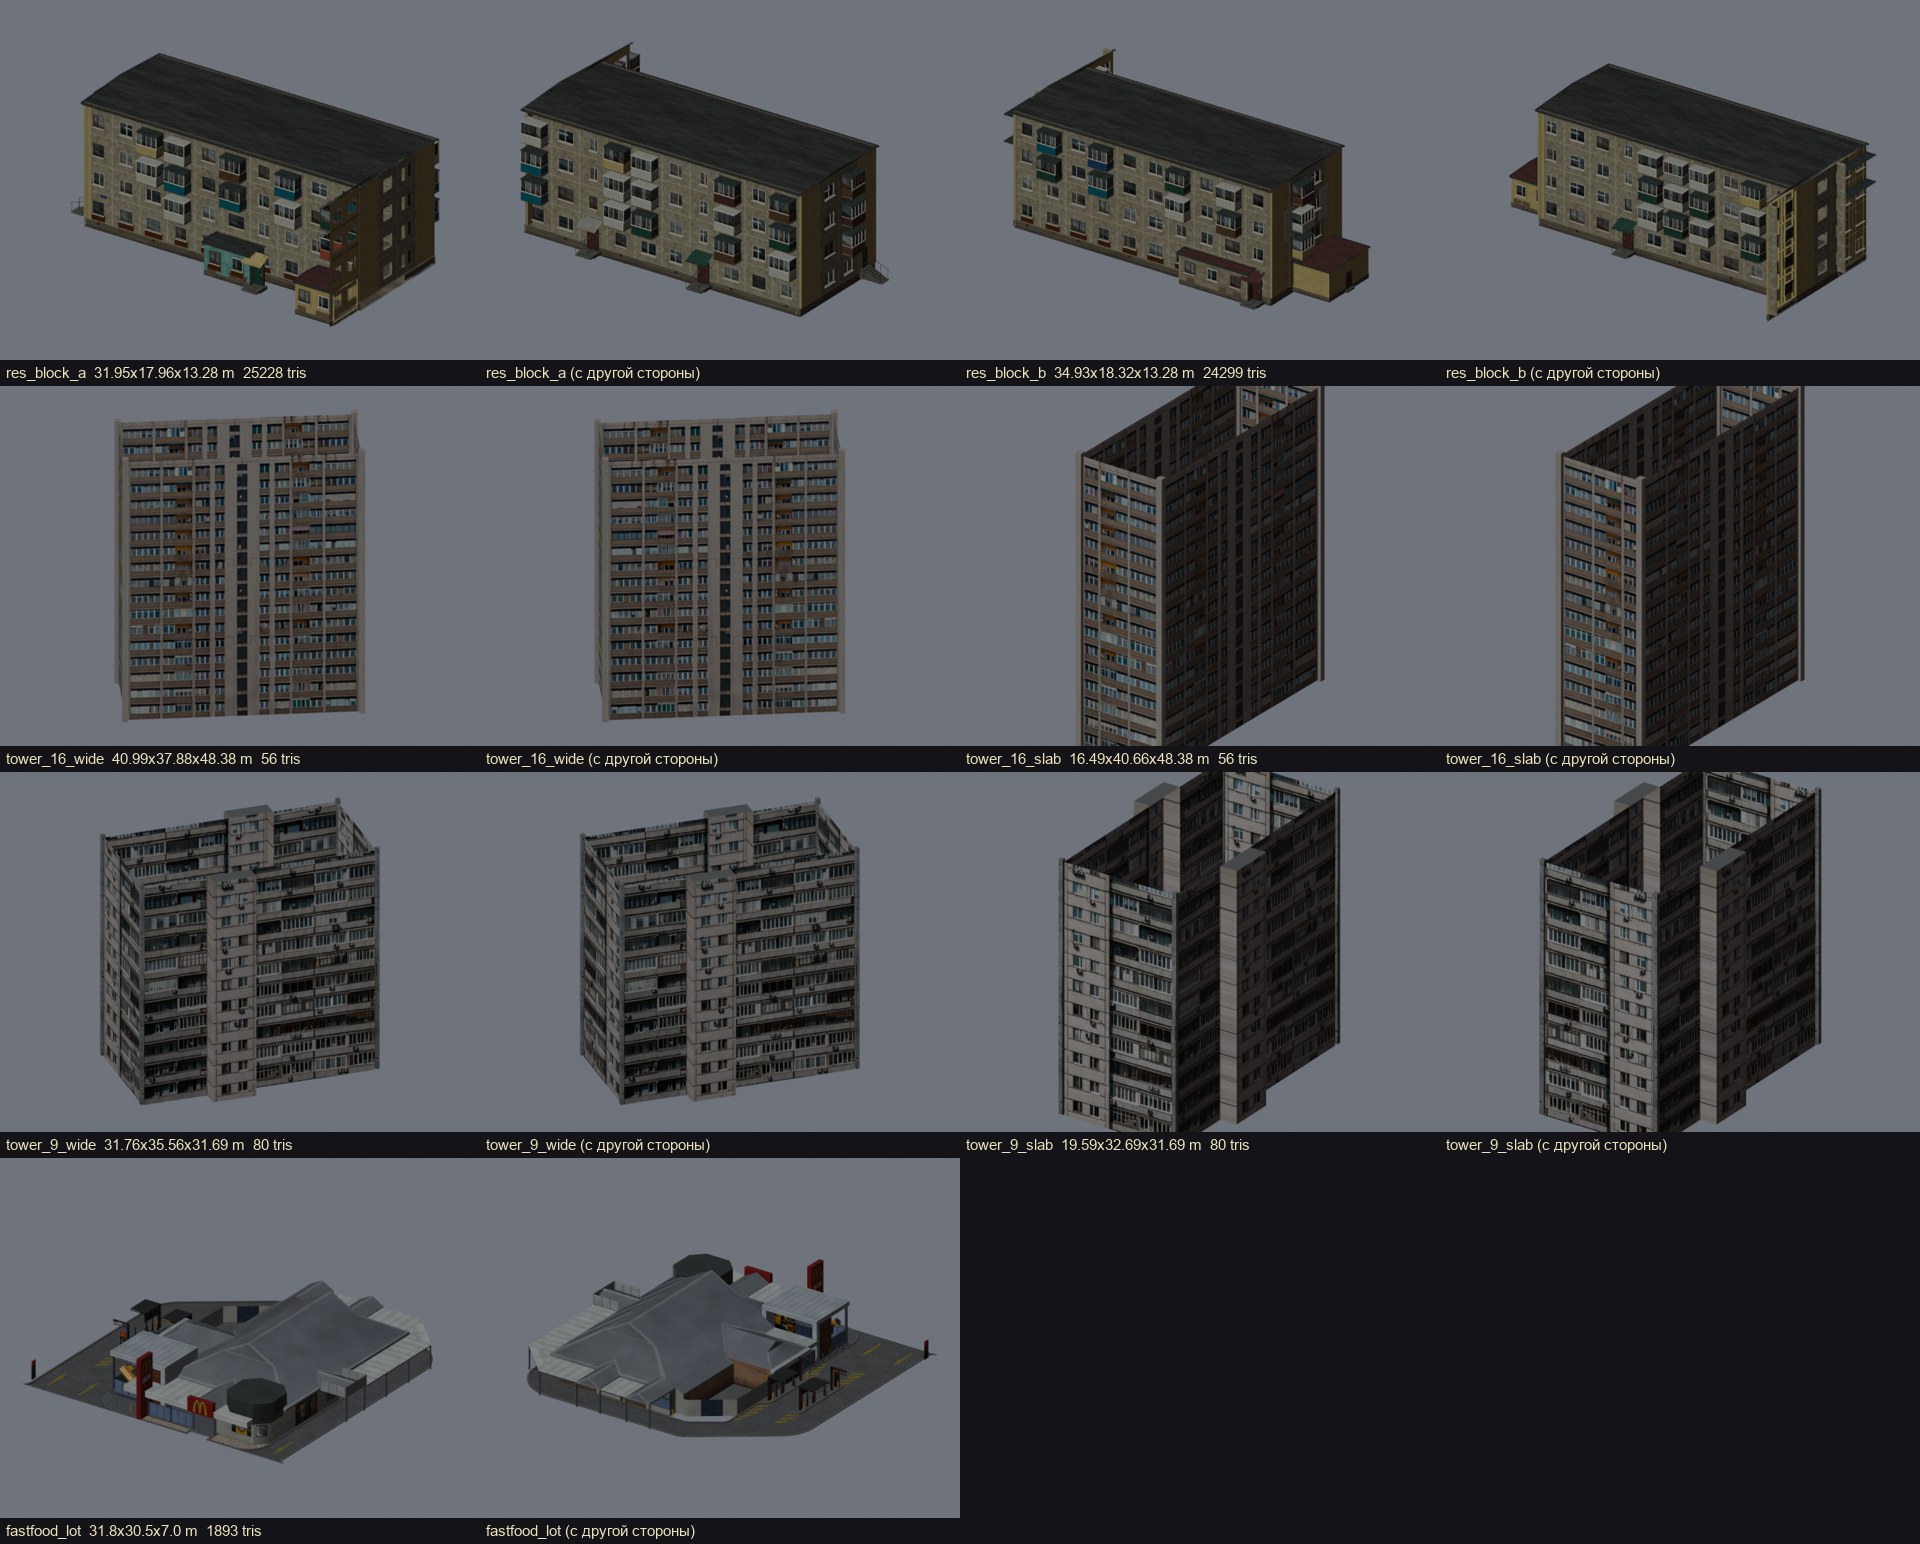 res_block_a 31.95x17.96x13.28 m 25228 tris
res_block_a (с другой стороны)
res_block_b 34.93x18.32x13.28 m 24299 tris
res_block_b (с другой стороны)
tower_16_wide 40.99x37.88x48.38 m 56 tris
tower_16_wide (с другой стороны)
tower_16_slab 16.49x40.66x48.38 m 56 tris
tower_16_slab (с другой стороны)
tower_9_wide 31.76x35.56x31.69 m 80 tris
tower_9_wide (с другой стороны)
tower_9_slab 19.59x32.69x31.69 m 80 tris
tower_9_slab (с другой стороны)
fastfood_lot 31.8x30.5x7.0 m 1893 tris
fastfood_lot (с другой стороны)